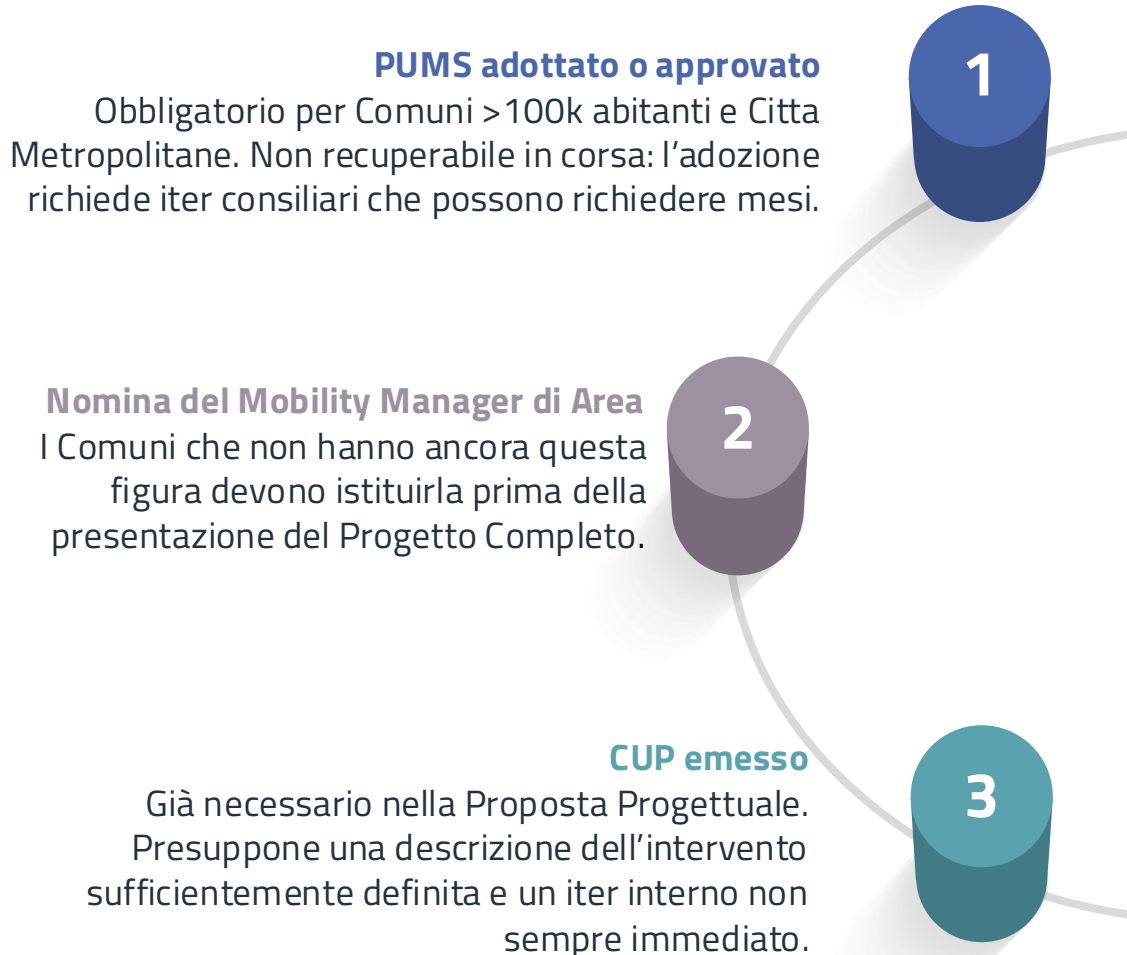 PUMS adottato o approvato
Obbligatorio per Comuni >100k abitanti e Citta
Metropolitane. Non recuperabile in corsa: l’adozione
richiede iter consiliari che possono richiedere mesi.
1
Nomina del Mobility Manager di Area
I Comuni che non hanno ancora questa
figura devono istituirla prima della
presentazione del Progetto Completo.
2
CUP emesso
Già necessario nella Proposta Progettuale.
Presuppone una descrizione dell’intervento
sufficientemente definita e un iter interno non
sempre immediato.
3